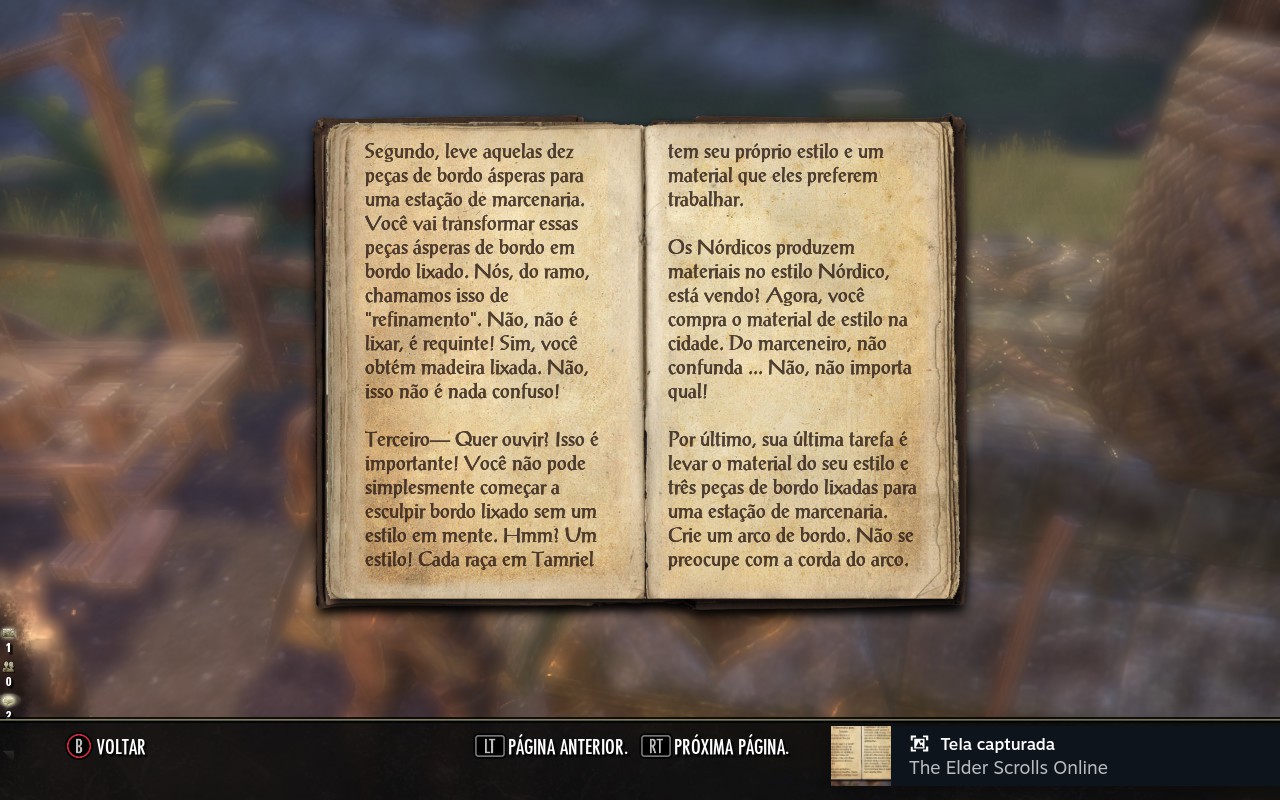 Segundo, leve aquelas dez
peças de bordo ásperas para
uma estação de marcenaria.
Você vai transformar essas
peças ásperas de bordo em
bordo lixado. Nós, do ramo,
chamamos isso de
"refinamento". Não, não é
lixar, é requinte! Sim, você
obtém madeira lixada. Não,
isso não é nada confuso!
Terceiro— Quer ouvir? Isso é
importante! Você não pode
simplesmente começar a
esculpir bordo lixado sem um
estilo em mente. Hmm? Um
estilo! Cada raça em Tamriel
tem seu próprio estilo e um
material que eles preferem
trabalhar.
Os Nórdicos produzem
materiais no estilo Nórdico,
está vendo? Agora, você
compra o material de estilo na
cidade. Do marceneiro, não
confunda ... Não, não importa
qual!
Por último, sua última tarefa é
levar o material do seu estilo e
três peças de bordo lixadas para
uma estação de marcenaria.
Crie um arco de bordo. Não se
preocupe com a corda do arco.
1
0
B VOLTAR
LT PÁGINA ANTERIOR. RT PRÓXIMA PÁGINA.
Tela capturada
The Elder Scrolls Online